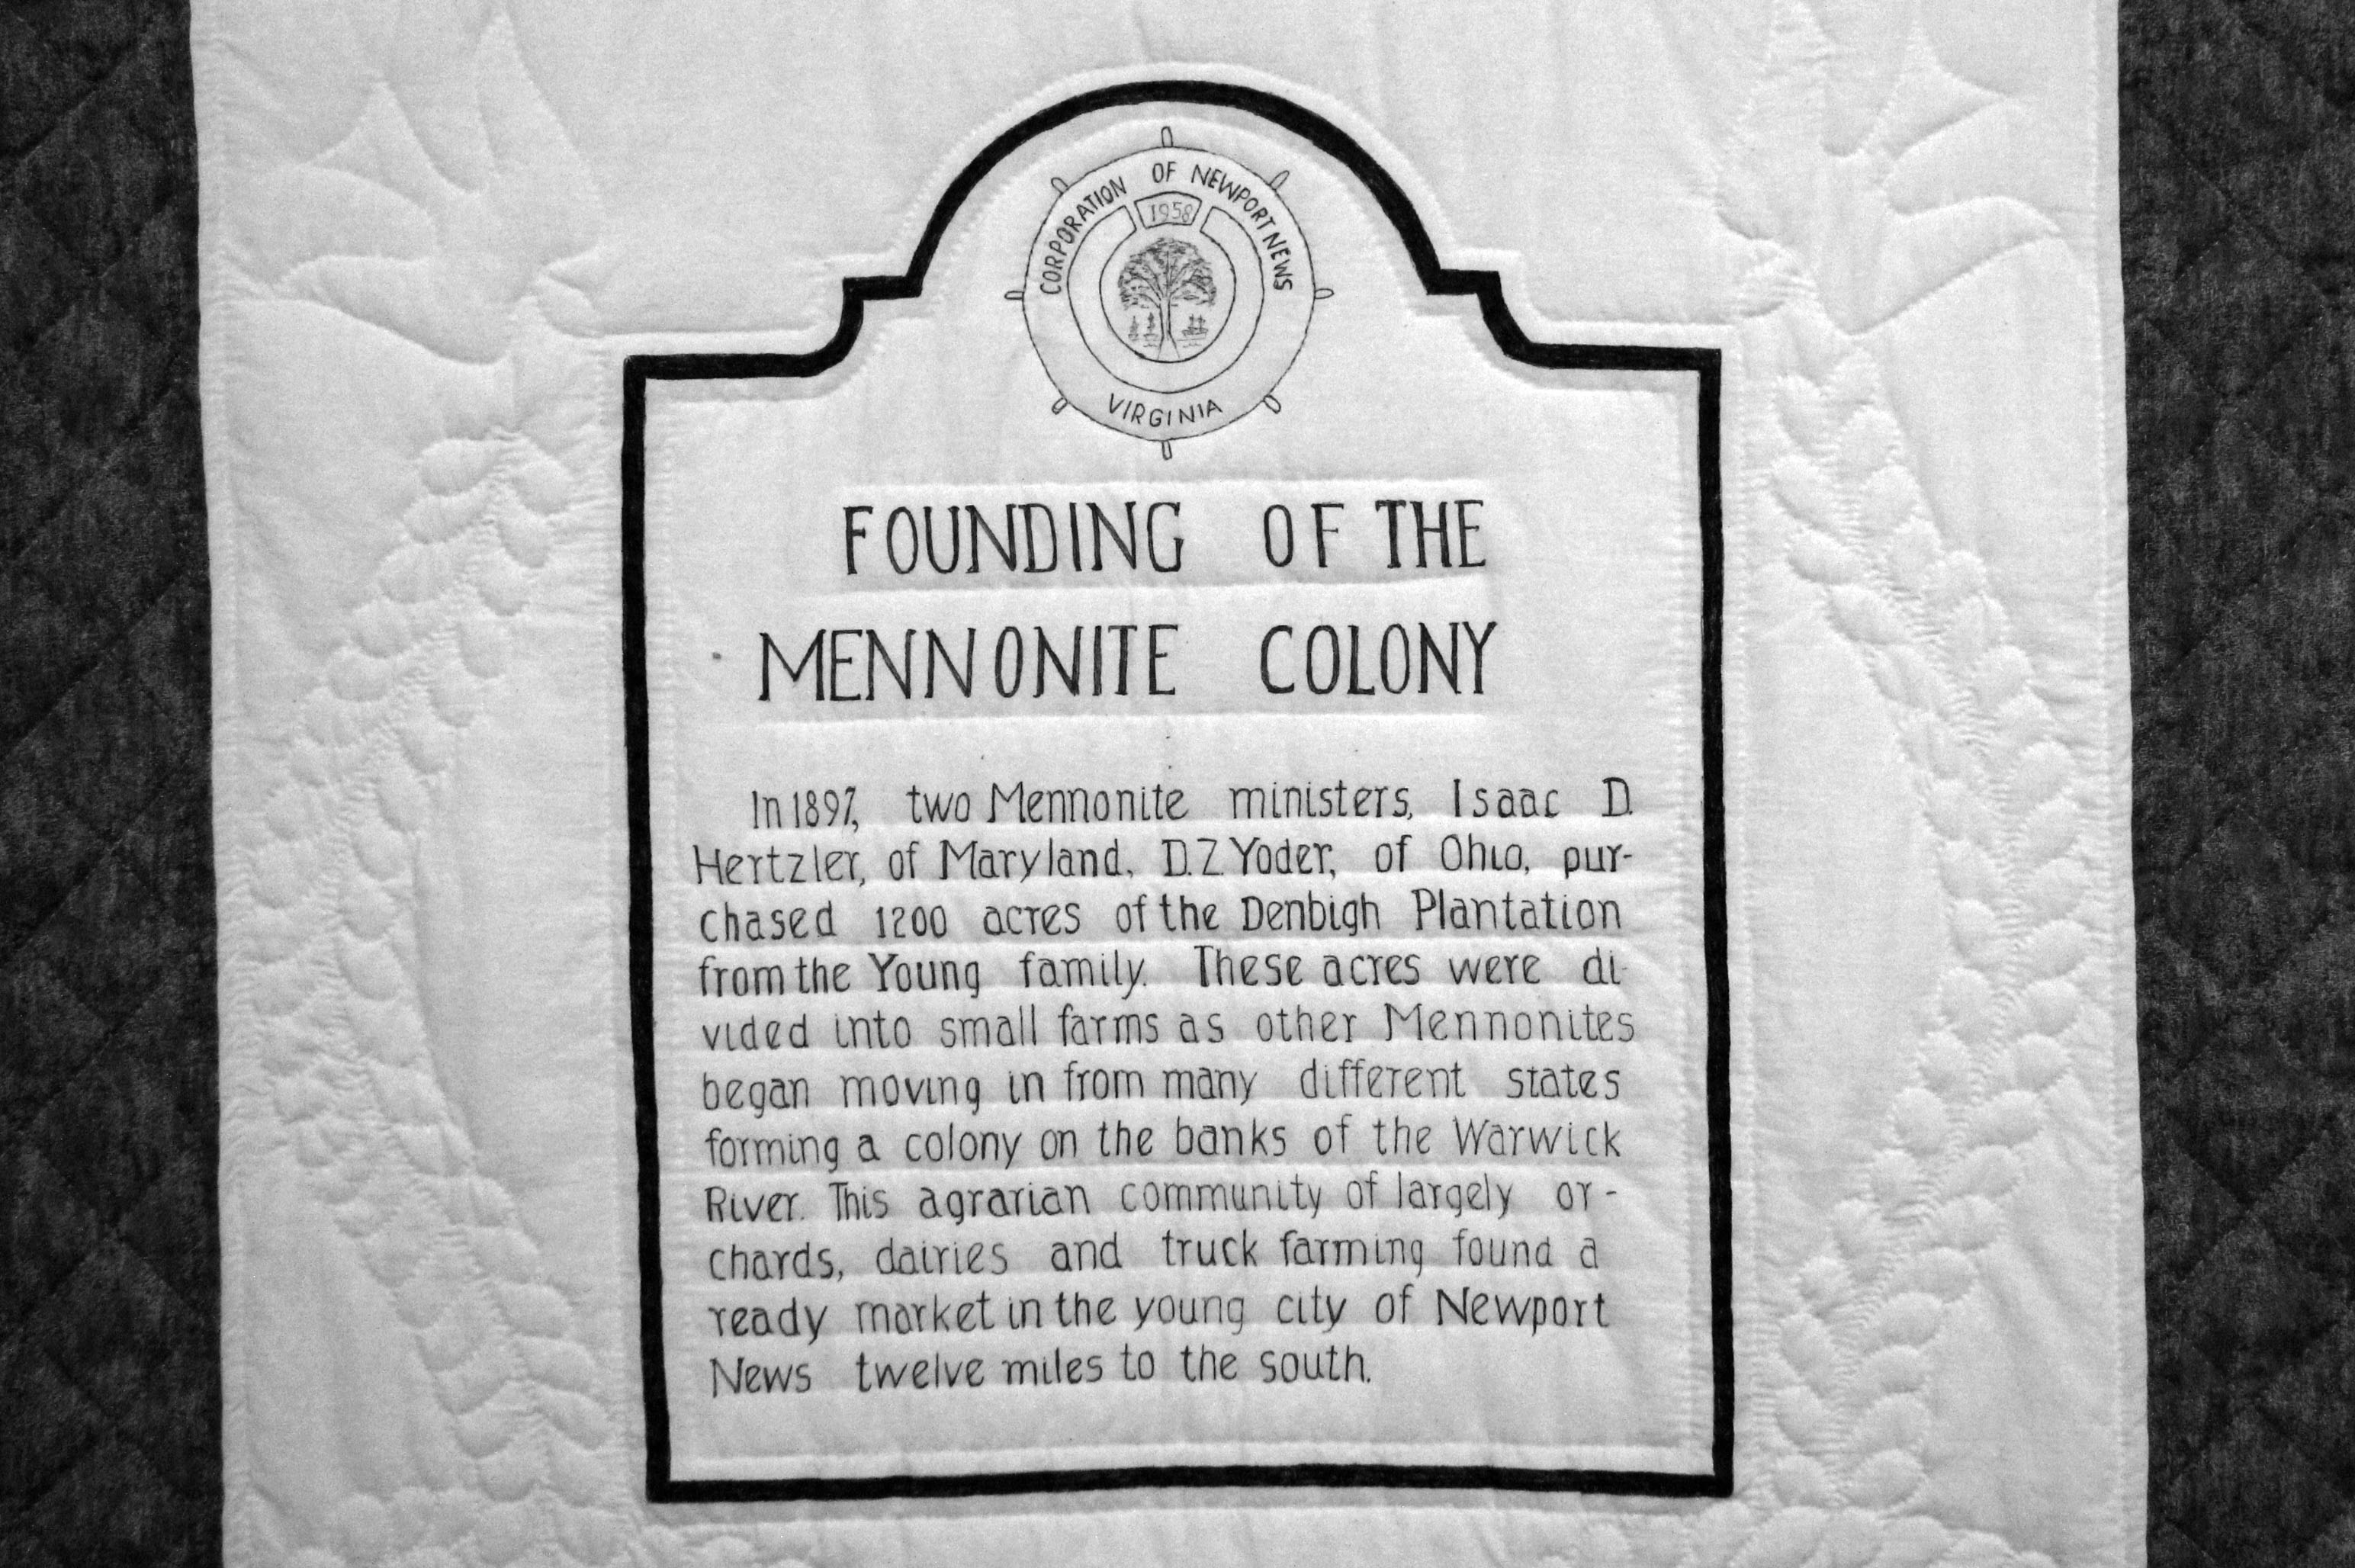 CORPORATION OF NEWPORT NEWS
1958
VIRGINIA
FOUNDING OF THE
MENNONITE COLONY
In 1897, two Mennonite ministers, Isaac D.
Hertzler, of Maryland, D.Z Yoder, of Ohio, pur-
chased 1200 acres of the Denbigh Plantation
from the Young family. These acres were di-
vided into small farms as other Mennonites
began moving in from many different states
forming a colony on the banks of the Warwick
River. This agrarian community of largely or-
chards, dairies and truck farming found a
ready market in the young city of Newport
News twelve miles to the south.